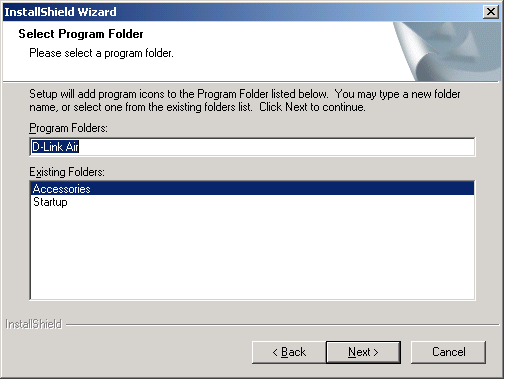 InstallShield Wizard
Select Program Folder
Please select a program folder.
Setup will add program icons to the Program Folder listed below. You may type a new folder
name, or select one from the existing folders list. Click Next to continue.
Program Folders:
D-Link Air
Existing Folders:
Accessories
Startup
InstallShield
< Back
Next >
Cancel